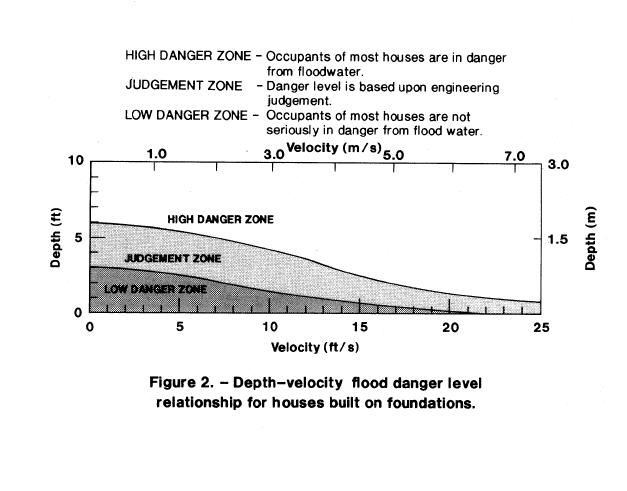 HIGH DANGER ZONE – Occupants of most houses are in danger
from floodwater.
JUDGEMENT ZONE – Danger level is based upon engineering
judgement.
LOW DANGER ZONE – Occupants of most houses are not
seriously in danger from flood water.
Velocity (m/s)
1.0 3.0 5.0 7.0
10 3.0
HIGH DANGER ZONE
Depth (ft)
5 1.5
Depth (m)
JUDGEMENT ZONE
LOW DANGER ZONE
0
0 5 10 15 20 25
Velocity (ft/s)
Figure 2. – Depth–velocity flood danger level
relationship for houses built on foundations.